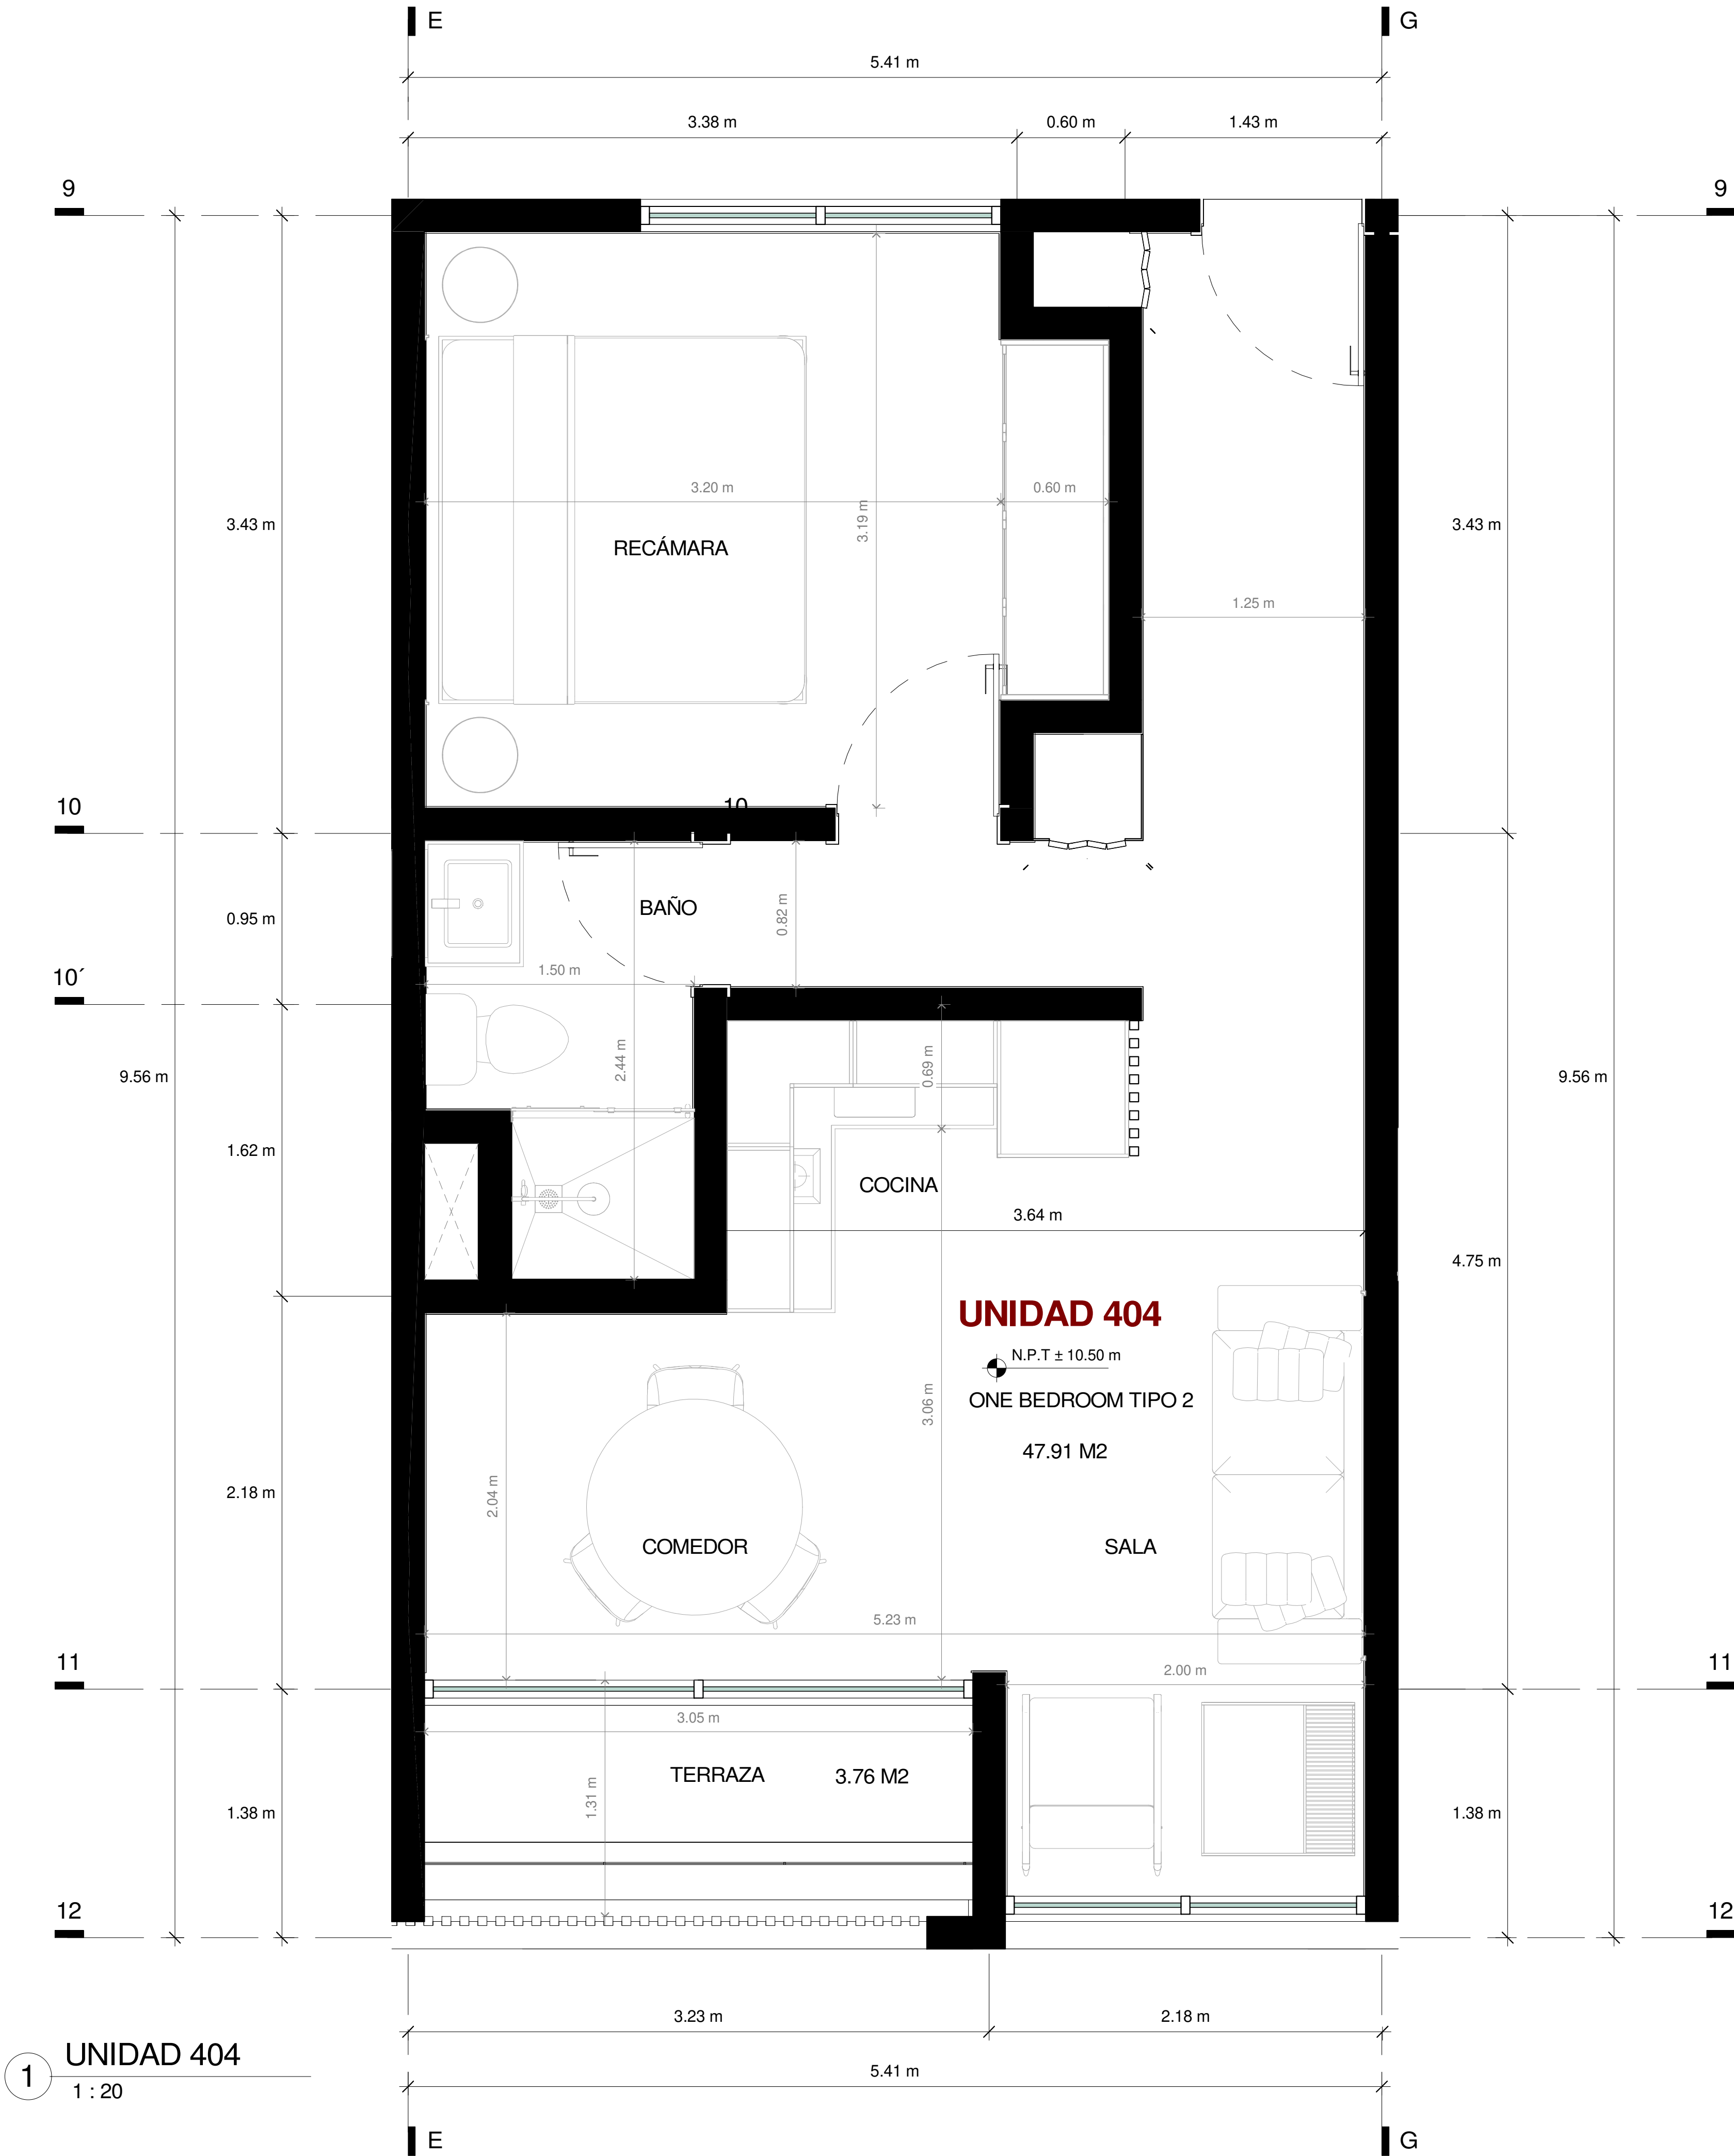 E
G
5.41 m
3.38 m
0.60 m
1.43 m
9
9
3.43 m
3.20 m
0.60 m
3.19 m
3.43 m
RECÁMARA
1.25 m
10
10
BAÑO
0.95 m
0.82 m
1.50 m
10´
2.44 m
0.69 m
9.56 m
9.56 m
1.62 m
COCINA
3.64 m
4.75 m
UNIDAD 404
N.P.T ± 10.50 m
ONE BEDROOM TIPO 2
3.06 m
47.91 M2
2.18 m
2.04 m
COMEDOR
SALA
5.23 m
11
11
2.00 m
3.05 m
TERRAZA
3.76 M2
1.31 m
1.38 m
1.38 m
12
12
3.23 m
2.18 m
UNIDAD 404
1
1 : 20
5.41 m
E
G